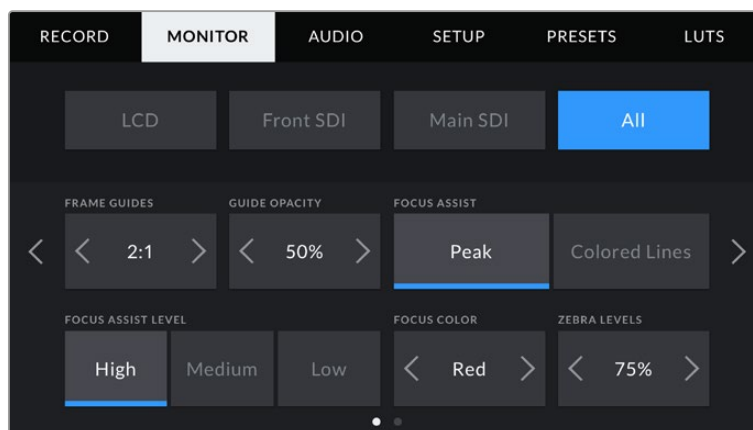 RECORD MONITOR AUDIO SETUP PRESETS LUTS
LCD Front SDI Main SDI All
FRAME GUIDES GUIDE OPACITY FOCUS ASSIST
2:1 50% Peak Colored Lines
FOCUS ASSIST LEVEL FOCUS COLOR ZEBRA LEVELS
High Medium Low Red 75%